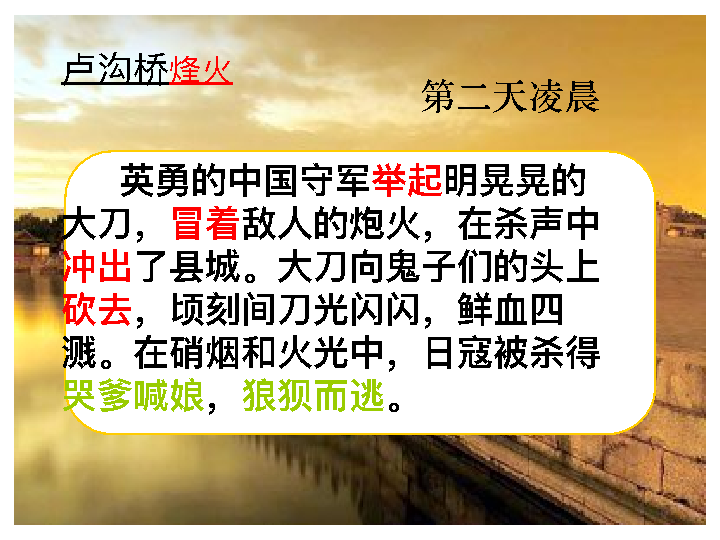 卢沟桥烽火
第二天凌晨
英勇的中国守军举起明晃晃的
大刀，冒着敌人的炮火，在杀声中
冲出了县城。大刀向鬼子们的头上
砍去，顷刻间刀光闪闪，鲜血四
溅。在硝烟和火光中，日寇被杀得
哭爹喊娘，狼狈而逃。